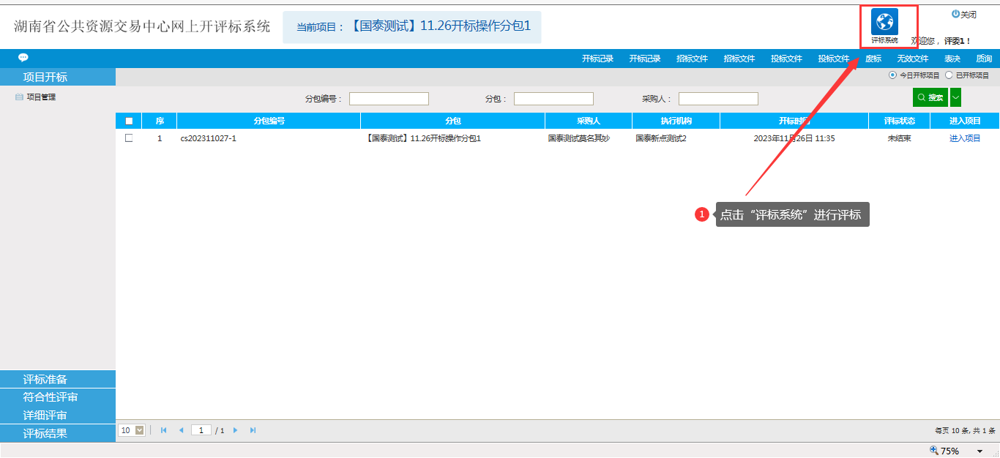 湖南省公共资源交易中心网上开评标系统
当前项目：【国泰测试】11.26开标操作分包1
评标系统
关闭
欢迎您，评委1！
开标记录 开标记录 招标文件 招标文件 投标文件 投标文件 废标 无效文件 表决 质询
项目开标
今日开标项目 已开标项目
项目管理
分包编号： 分包： 采购人： 搜索
序 分包编号 分包 采购人 执行机构 开标时间 评标状态 进入项目
1 cs202311027-1 【国泰测试】11.26开标操作分包1 国泰测试莫名其妙 国泰新点测试2 2023年11月26日 11:35 未结束 进入项目
1 点击“评标系统”进行评标
评标准备
符合性评审
详细评审
评标结果
10 1 / 1 每页 10 条, 共 1 条
75%